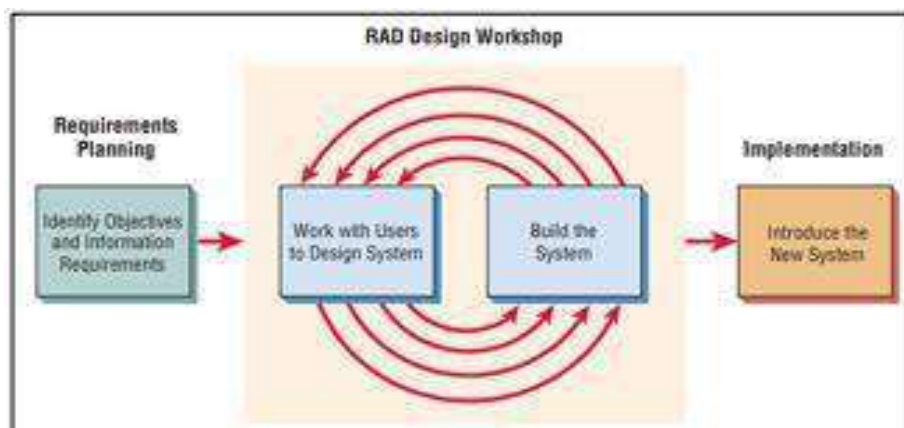 RAD Design Workshop
Requirements
Planning
Identify Objectives
and Information
Requirements
Work with Users
to Design System
Build the
System
Implementation
Introduce the
New System